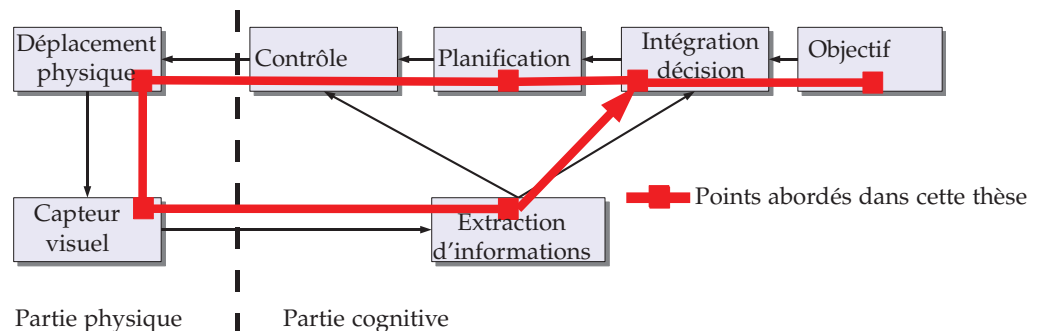 Déplacement
physique
Contrôle
Planification
Intégration
décision
Objectif
Capteur
visuel
Extraction
d'informations
Points abordés dans cette thèse
Partie physique
Partie cognitive